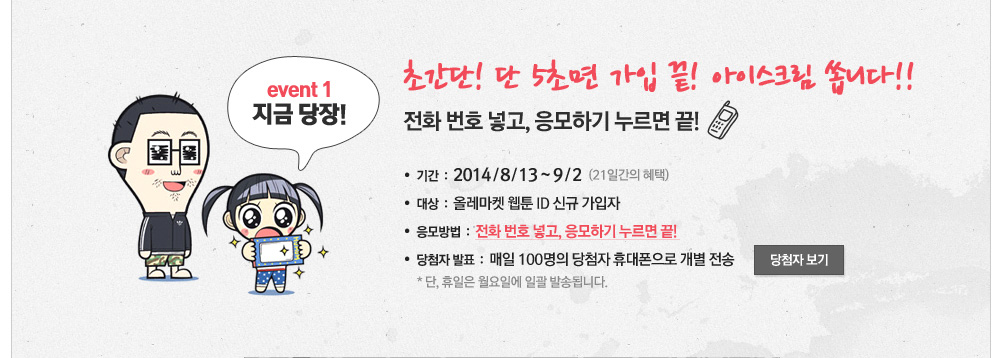 event 1
지금 당장!
초간단! 단 5초면 가입 끝! 아이스크림 쏩니다!!
전화 번호 넣고, 응모하기 누르면 끝!
• 기간 : 2014/8/13~9/2 (21일간의 혜택)
• 대상 : 올레마켓 웹툰 ID 신규 가입자
• 응모방법 : 전화 번호 넣고, 응모하기 누르면 끝!
• 당첨자 발표 : 매일 100명의 당첨자 휴대폰으로 개별 전송
당첨자 보기
* 단, 휴일은 월요일에 일괄 발송됩니다.